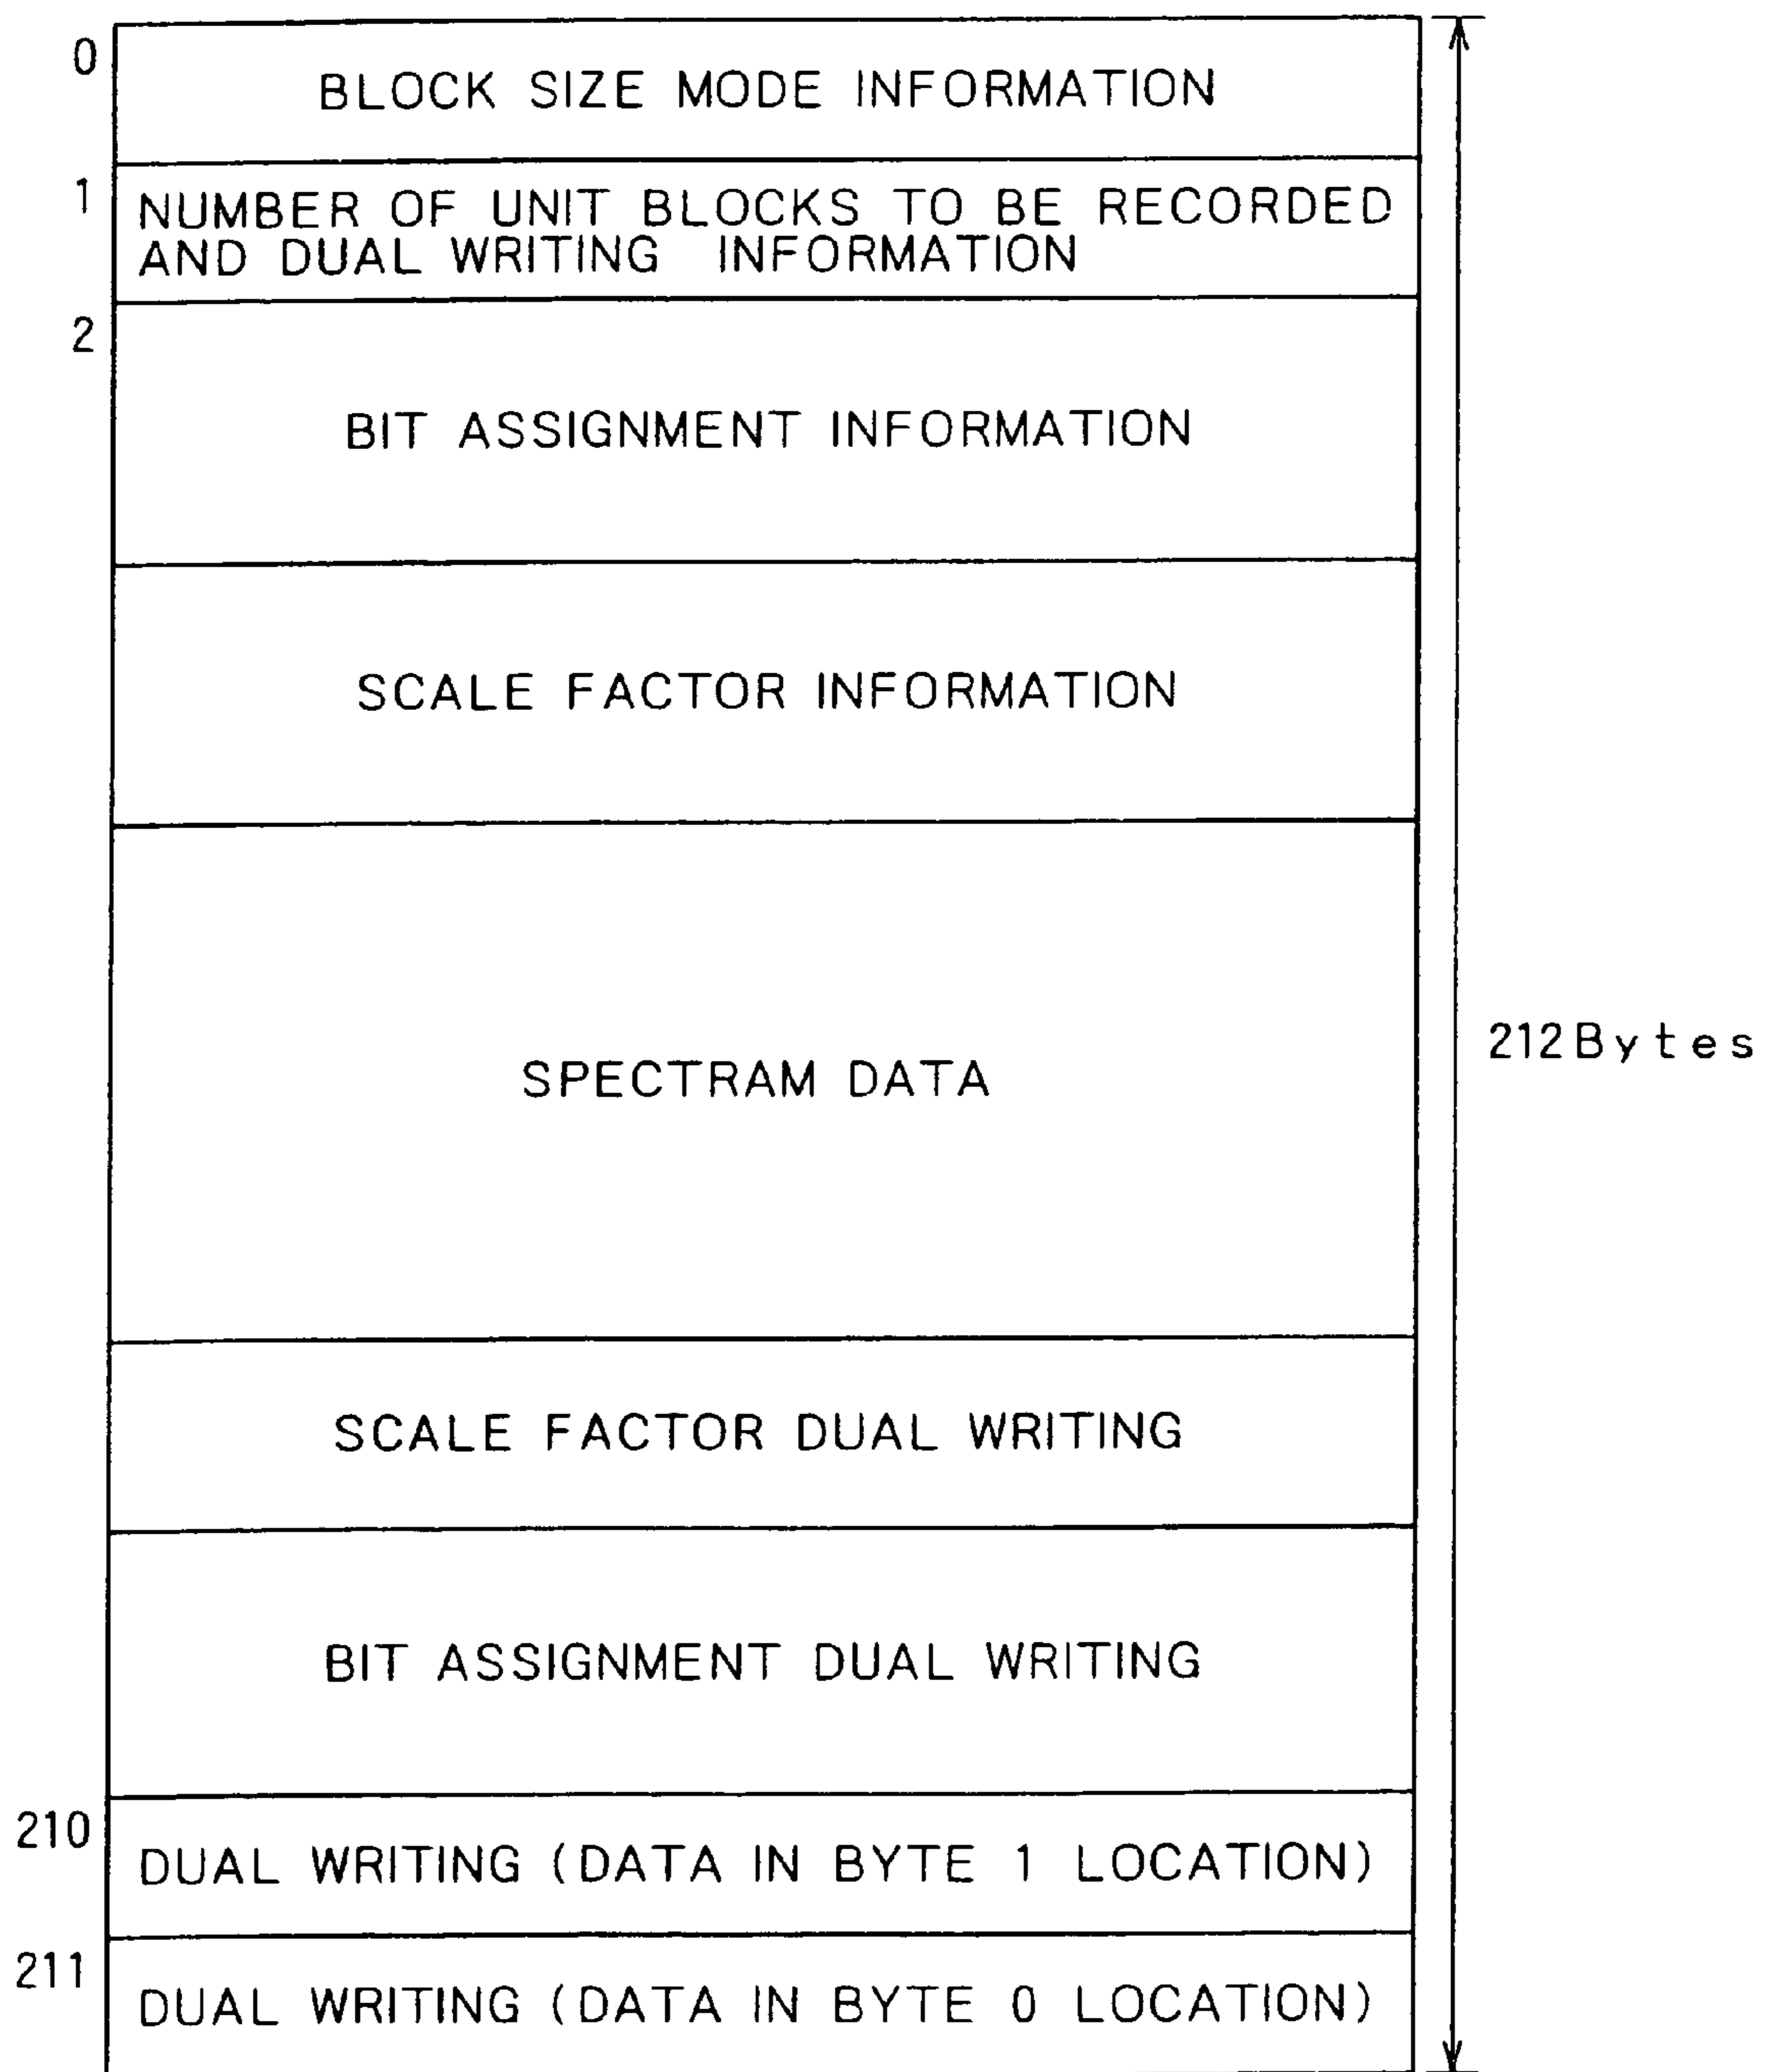 0
BLOCK SIZE MODE INFORMATION
1
NUMBER OF UNIT BLOCKS TO BE RECORDED
AND DUAL WRITING INFORMATION
2
BIT ASSIGNMENT INFORMATION
SCALE FACTOR INFORMATION
SPECTRAM DATA
212Bytes
SCALE FACTOR DUAL WRITING
BIT ASSIGNMENT DUAL WRITING
210
DUAL WRITING (DATA IN BYTE 1 LOCATION)
211
DUAL WRITING (DATA IN BYTE 0 LOCATION)